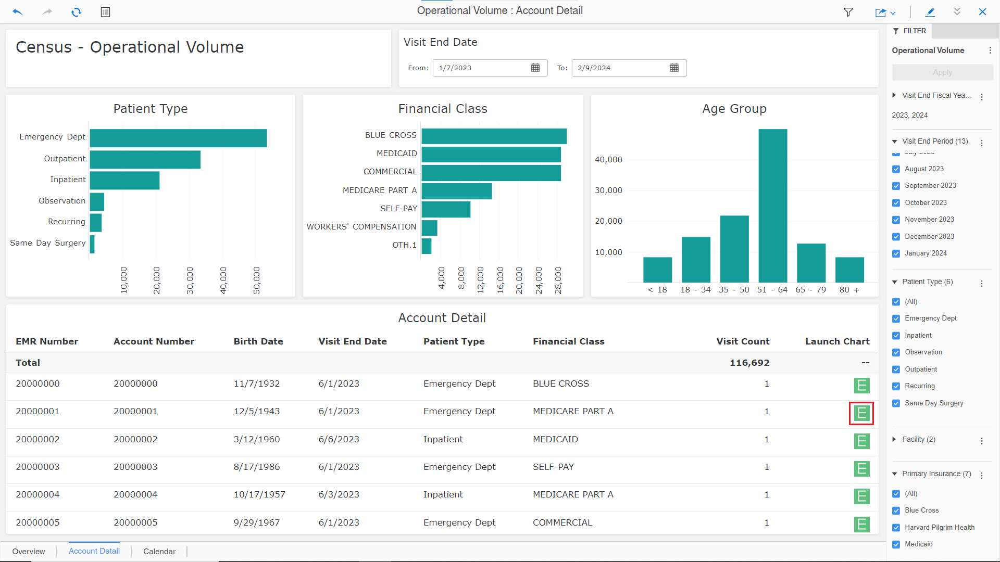 Operational Volume : Account Detail
Census - Operational Volume
Visit End Date
From: 1/7/2023 To: 2/9/2024
Patient Type
Emergency Dept
Outpatient
Inpatient
Observation
Recurring
Same Day Surgery
10,000 20,000 30,000 40,000 50,000
Financial Class
BLUE CROSS
MEDICAID
COMMERCIAL
MEDICARE PART A
SELF-PAY
WORKERS' COMPENSATION
OTH.1
4,000 8,000 12,000 16,000 20,000 24,000 28,000
Age Group
40,000
30,000
20,000
10,000
< 18 18 - 34 35 - 50 51 - 64 65 - 79 80 +
Account Detail
EMR Number Account Number Birth Date Visit End Date Patient Type Financial Class Visit Count Launch Chart
Total 116,692 --
20000000 20000000 11/7/1932 6/1/2023 Emergency Dept BLUE CROSS 1 E
20000001 20000001 12/5/1943 6/1/2023 Emergency Dept MEDICARE PART A 1 E
20000002 20000002 3/12/1960 6/6/2023 Inpatient MEDICAID 1 E
20000003 20000003 8/17/1986 6/1/2023 Emergency Dept SELF-PAY 1 E
20000004 20000004 10/17/1957 6/3/2023 Inpatient MEDICARE PART A 1 E
20000005 20000005 9/29/1967 6/1/2023 Emergency Dept COMMERCIAL 1 E
Overview Account Detail Calendar
FILTER
Operational Volume
Apply
Visit End Fiscal Yea...
2023, 2024
Visit End Period (13)
July 2023
August 2023
September 2023
October 2023
November 2023
December 2023
January 2024
Patient Type (6)
(All)
Emergency Dept
Inpatient
Observation
Outpatient
Recurring
Same Day Surgery
Facility (2)
Primary Insurance (7)
(All)
Blue Cross
Harvard Pilgrim Health
Medicaid